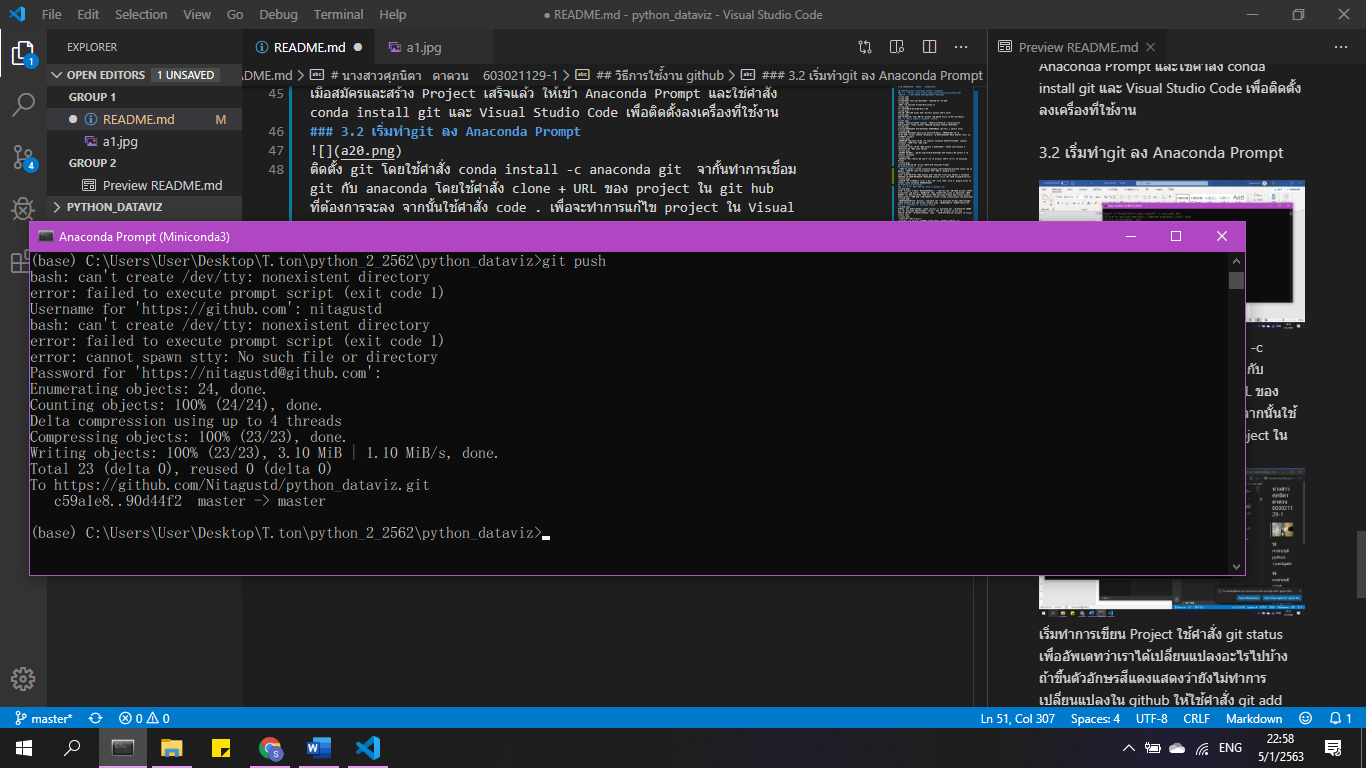 File Edit Selection View Go Debug Terminal Help
● README.md - python_dataviz - Visual Studio Code
EXPLORER
OPEN EDITORS 1 UNSAVED
GROUP 1
README.md M
a1.jpg
GROUP 2
Preview README.md
PYTHON_DATAVIZ
1
4
README.md
a1.jpg
DME.md > # นางสาวศุภนิตา ดาดวน 603021129-1 > ## วิธีการใช้งาน github > ### 3.2 เริ่มทำgit ลง Anaconda Prompt
45 เมื่อสมัครและสร้าง Project เสร็จแล้ว ให้เข้า Anaconda Prompt และใช้คำสั่ง
conda install git และ Visual Studio Code เพื่อติดตั้งลงเครื่องที่ใช้งาน
46 ### 3.2 เริ่มทำgit ลง Anaconda Prompt
47 ![](a20.png)
48 ติดตั้ง git โดยใช้คำสั่ง conda install -c anaconda git จากั้นทำการเชื่อม
git กับ anaconda โดยใช้คำสั่ง clone + URL ของ project ใน git hub
ที่ต้องการจะลง จากนั้นใช้คำสั่ง code . เพื่อจะทำการแก้ไข project ใน Visual
Preview README.md
Anaconda Prompt และใช้คำสั่ง conda
install git และ Visual Studio Code เพื่อติดตั้ง
ลงเครื่องที่ใช้งาน
3.2 เริ่มทำgit ลง Anaconda Prompt
Anaconda Prompt (Miniconda3)
(base) C:\Users\User\Desktop\T.ton\python_2_2562\python_dataviz>git push
bash: can't create /dev/tty: nonexistent directory
error: failed to execute prompt script (exit code 1)
Username for 'https://github.com': nitagustd
bash: can't create /dev/tty: nonexistent directory
error: failed to execute prompt script (exit code 1)
error: cannot spawn stty: No such file or directory
Password for 'https://nitagustd@github.com':
Enumerating objects: 24, done.
Counting objects: 100% (24/24), done.
Delta compression using up to 4 threads
Compressing objects: 100% (23/23), done.
Writing objects: 100% (23/23), 3.10 MiB | 1.10 MiB/s, done.
Total 23 (delta 0), reused 0 (delta 0)
To https://github.com/Nitagustd/python_dataviz.git
c59a1e8..90d44f2 master -> master
(base) C:\Users\User\Desktop\T.ton\python_2_2562\python_dataviz>
-c
กับ
L ของ
จากนั้นใช้
ject ใน
เริ่มทำการเขียน Project ใช้คำสั่ง git status
เพื่ออัพเดทว่าเราได้เปลี่ยนแปลงอะไรไปบ้าง
ถ้าขึ้นตัวอักษรสีแดงแสดงว่ายังไม่ทำการ
เปลี่ยนแปลงใน github ให้ใช้คำสั่ง git add
master* 0 0
Ln 51, Col 307 Spaces: 4 UTF-8 CRLF Markdown 1
ENG
22:58
5/1/2563